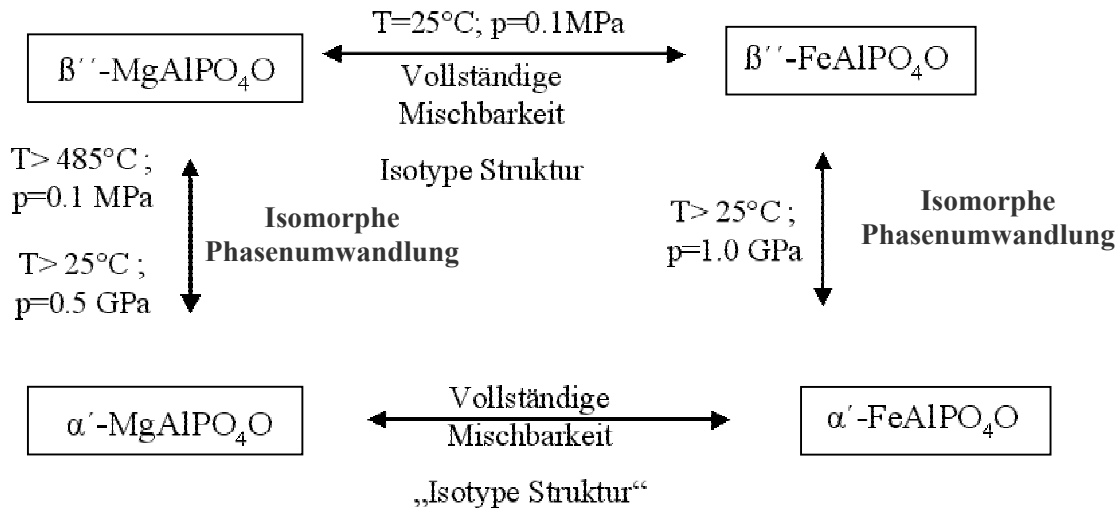 T=25°C; p=0.1MPa
ß´´-MgAlPO₄O
ß´´-FeAlPO₄O
Vollständige
Mischbarkeit
Isotype Struktur
T> 485°C ;
p=0.1 MPa
T> 25°C ;
p=0.5 GPa
Isomorphe
Phasenumwandlung
T> 25°C ;
p=1.0 GPa
Isomorphe
Phasenumwandlung
α´-MgAlPO₄O
Vollständige
Mischbarkeit
α´-FeAlPO₄O
„Isotype Struktur“